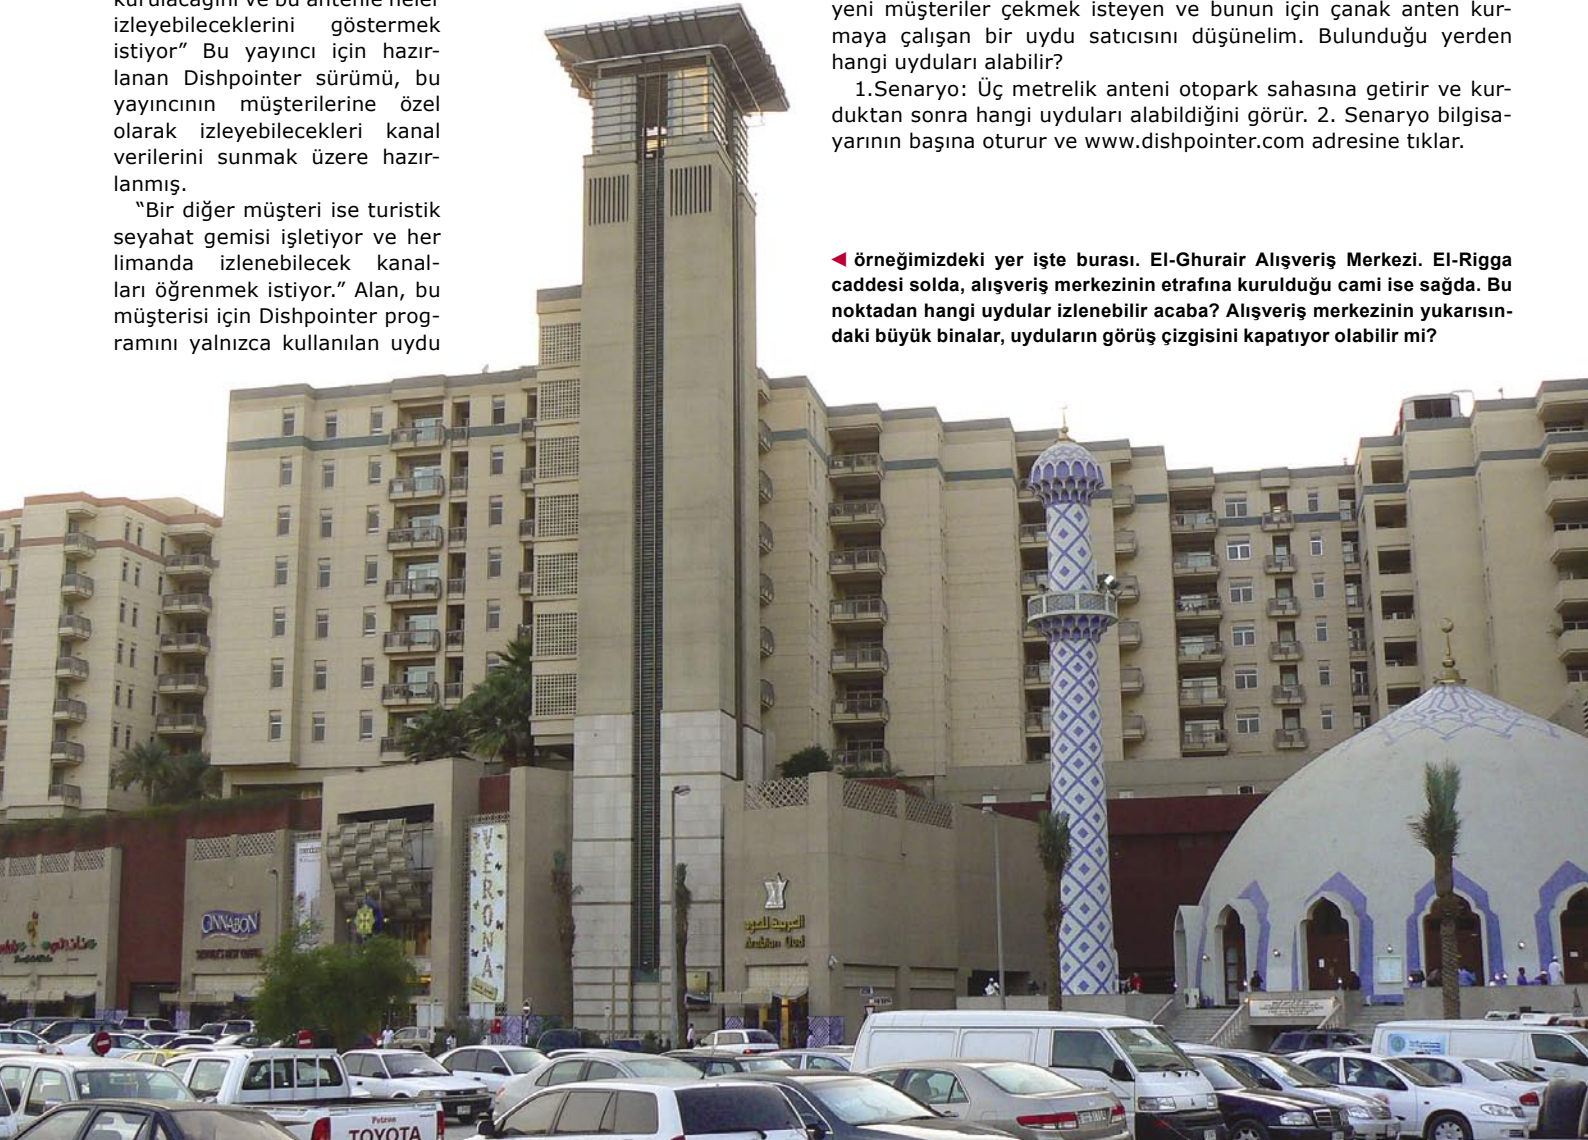 kurulacağını ve bu antenle neler
izleyebileceklerini göstermek
istiyor” Bu yayıncı için hazır-
lanan Dishpointer sürümü, bu
yayıncının müşterilerine özel
olarak izleyebilecekleri kanal
verilerini sunmak üzere hazır-
lanmış.
“Bir diğer müşteri ise turistik
seyahat gemisi işletiyor ve her
limanda izlenebilecek kanal-
ları öğrenmek istiyor.” Alan, bu
müşterisi için Dishpointer prog-
ramını yalnızca kullanılan uydu
yeni müşteriler çekmek isteyen ve bunun için çanak anten kur-
maya çalışan bir uydu satıcısını düşünelim. Bulunduğu yerden
hangi uyduları alabilir?
1.Senaryo: Üç metrelik anteni otopark sahasına getirir ve kur-
duktan sonra hangi uyduları alabildiğini görür. 2. Senaryo bilgisa-
yarının başına oturur ve www.dishpointer.com adresine tıklar.
◀ örneğimizdeki yer işte burası. El-Ghurair Alışveriş Merkezi. El-Rigga
caddesi solda, alışveriş merkezinin etrafına kurulduğu cami ise sağda. Bu
noktadan hangi uydular izlenebilir acaba? Alışveriş merkezinin yukarısın-
daki büyük binalar, uyduların görüş çizgisini kapatıyor olabilir mi?
VERONA
CINNABON
العربية للعود
Arabian Oud
TOYOTA